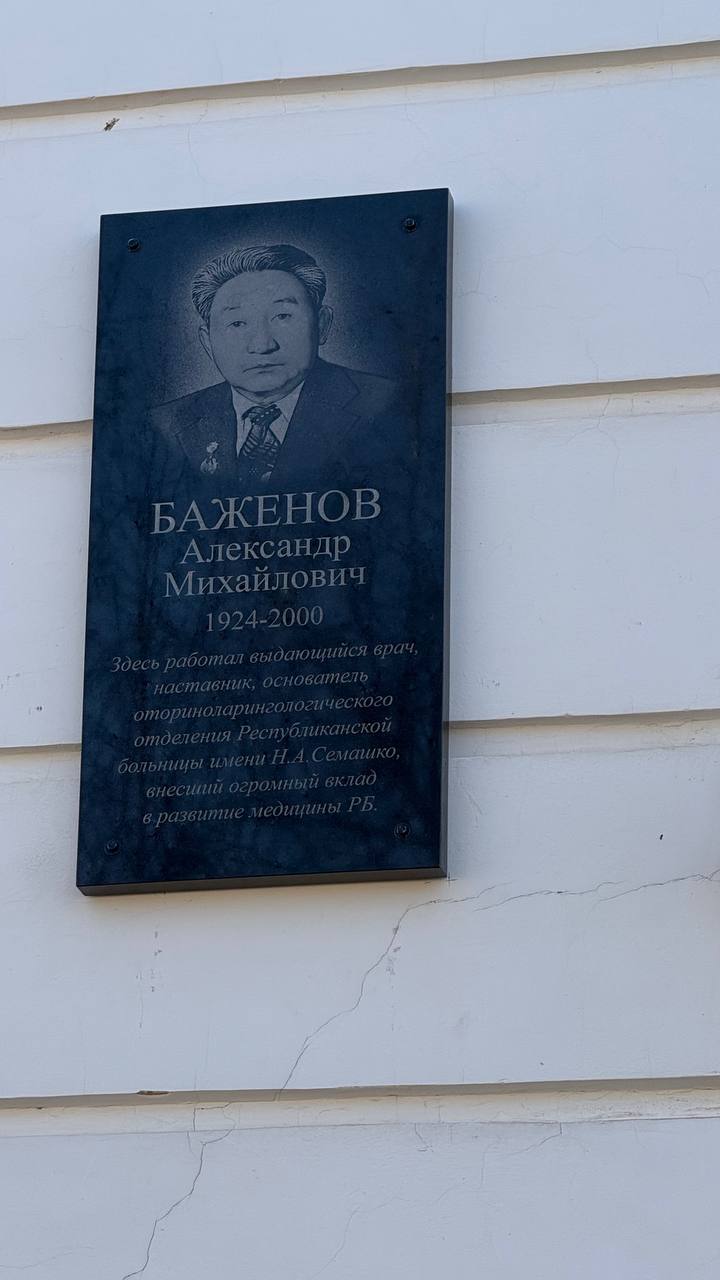 БАЖЕНОВ
Александр
Михайлович
1924-2000
Здесь работал выдающийся врач,
наставник, основатель
оториноларингологического
отделения Республиканской
больницы имени Н.А.Семашко,
внесший огромный вклад
в развитие медицины РБ.